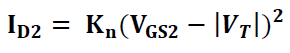 I_D2 = K_n(V_GS2 − |V_T|)²